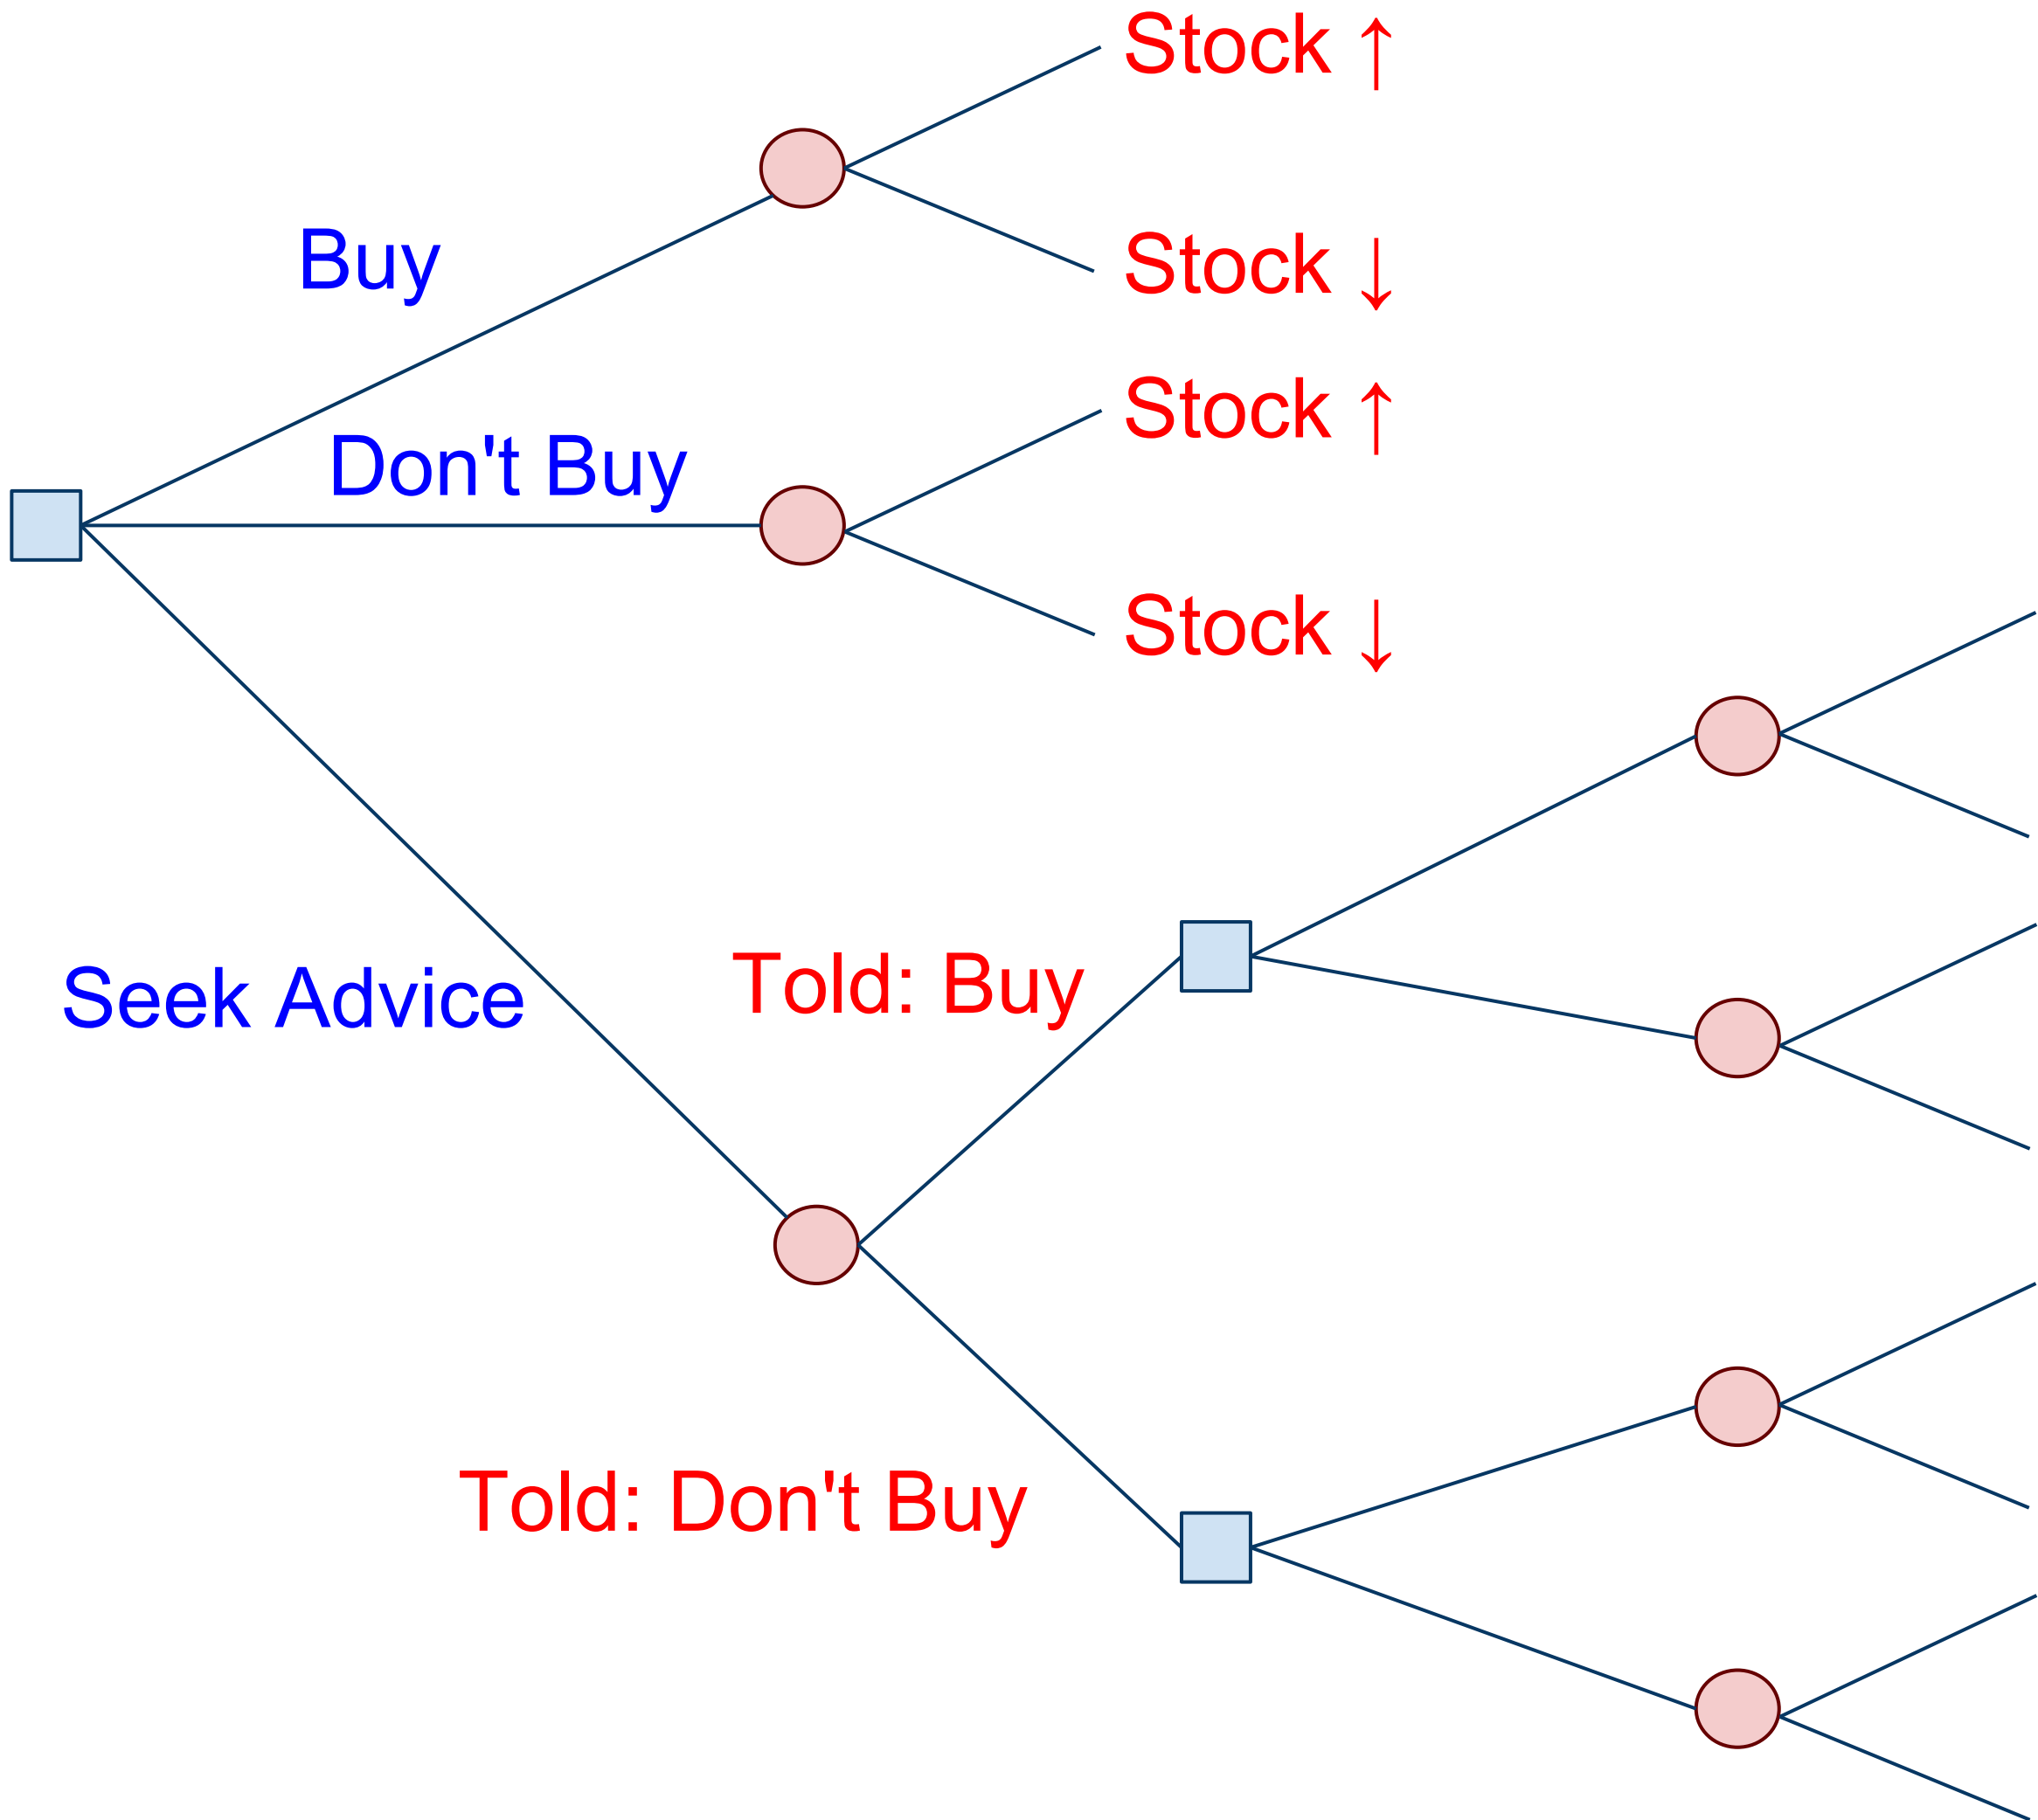 Stock ↑
Buy
Stock ↓
Stock ↑
Don't Buy
Stock ↓
Told: Buy
Seek Advice
Told: Don't Buy